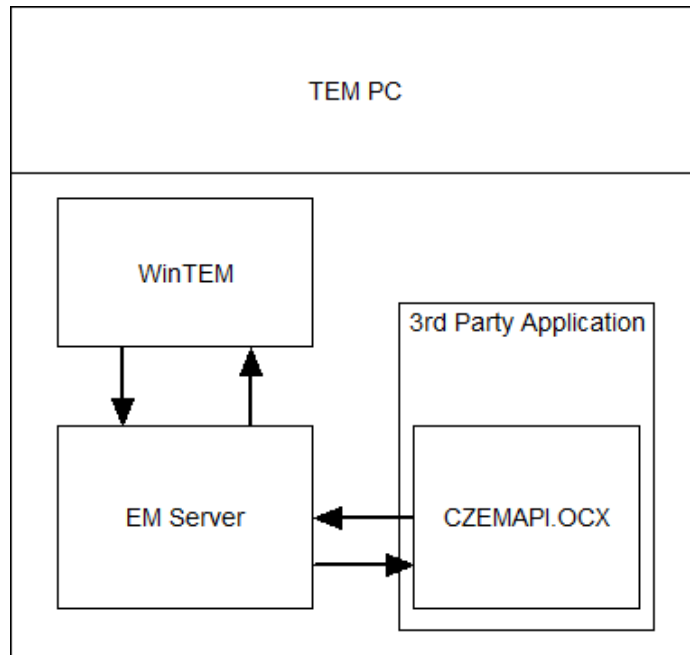 TEM PC
WinTEM
3rd Party Application
EM Server
CZEMAPI.OCX